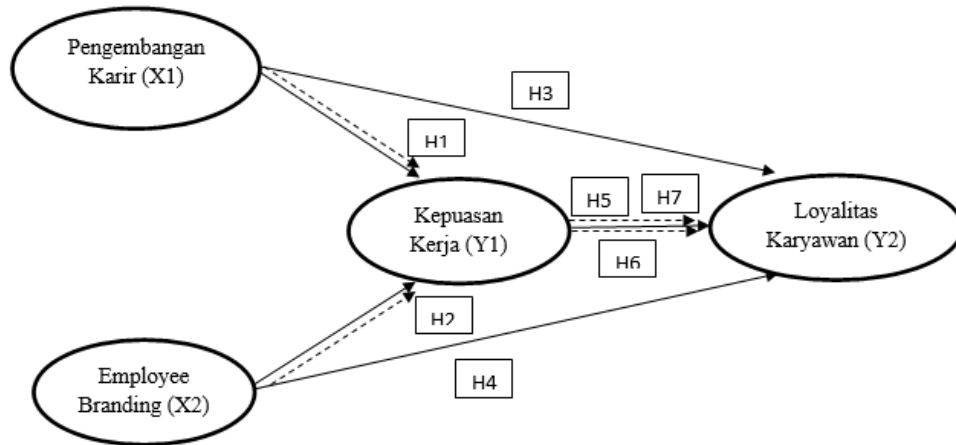 Pengembangan
Karir (X1)
H3
H1
Kepuasan
Kerja (Y1)
H5
H7
H6
Loyalitas
Karyawan (Y2)
H2
Employee
Branding (X2)
H4